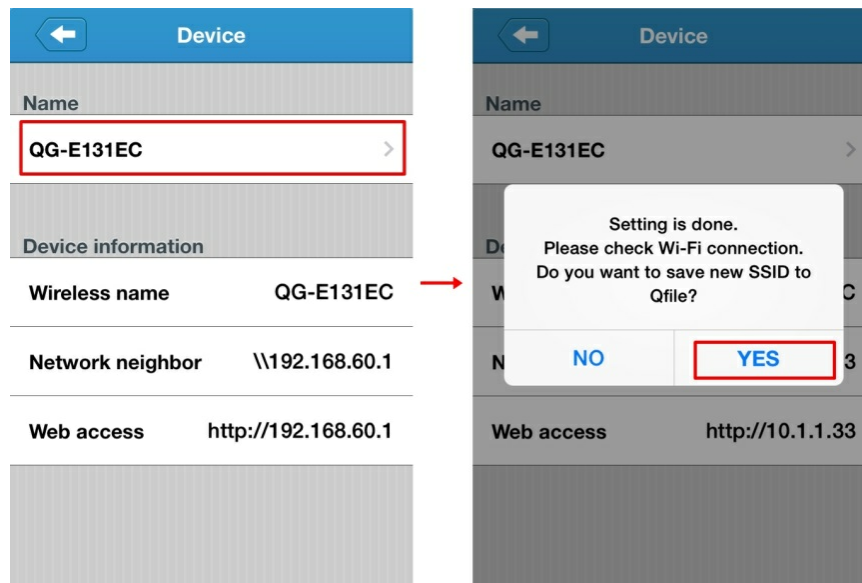 Device
Name
QG-E131EC
Device information
Wireless name QG-E131EC
Network neighbor \\192.168.60.1
Web access http://192.168.60.1
Device
Name
QG-E131EC
De
Setting is done.
Please check Wi-Fi connection.
Do you want to save new SSID to
Qfile?
W C
NO YES
N 3
Web access http://10.1.1.33